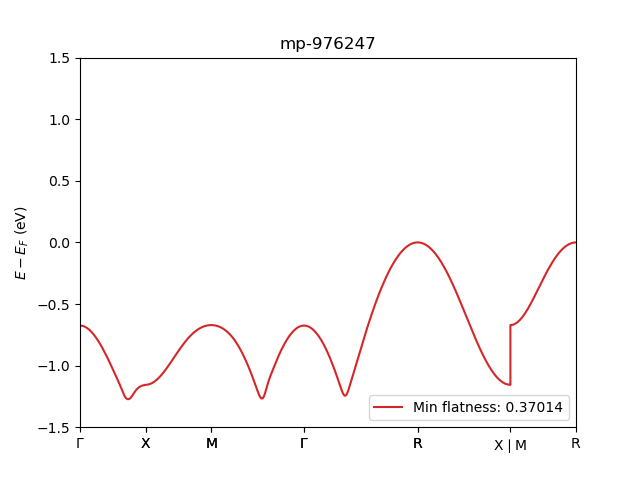 mp-976247
E − E_F (eV)
1.5
1.0
0.5
0.0
−0.5
−1.0
−1.5
Min flatness: 0.37014
Γ X M Γ R X | M R